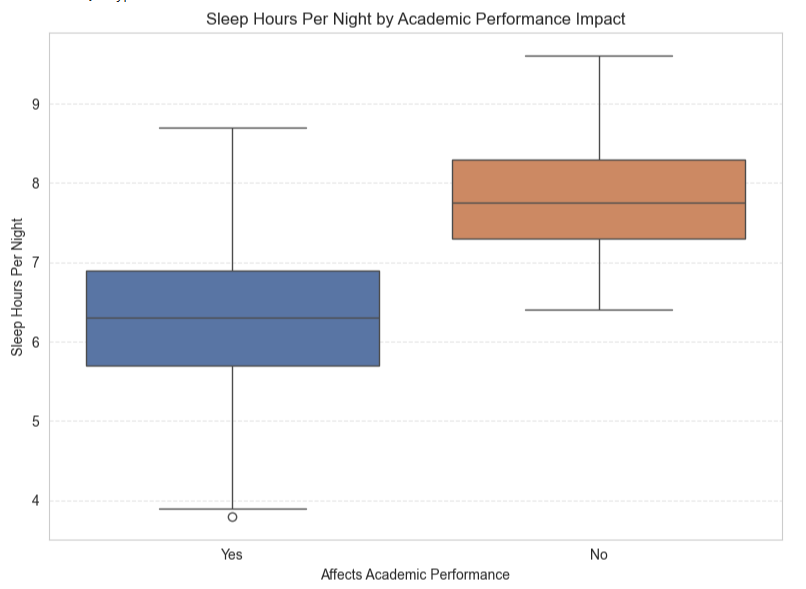 Sleep Hours Per Night by Academic Performance Impact
Sleep Hours Per Night
9
8
7
6
5
4
Yes
No
Affects Academic Performance